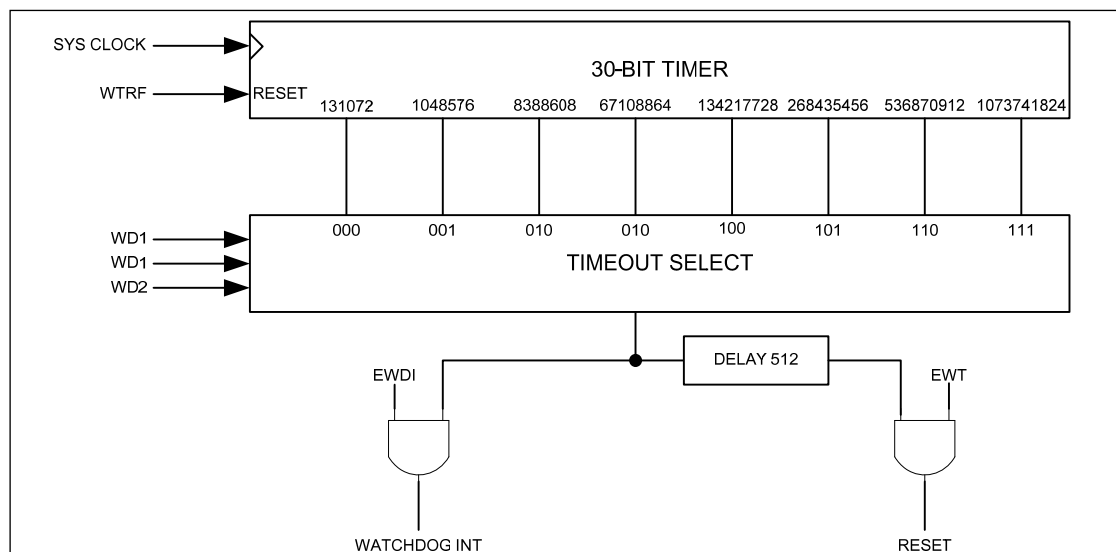 SYS CLOCK
30-BIT TIMER
WTRF
RESET
131072 1048576 8388608 67108864 134217728 268435456 536870912 1073741824
000 001 010 010 100 101 110 111
WD1
TIMEOUT SELECT
WD1
WD2
DELAY 512
EWDI
EWT
WATCHDOG INT
RESET